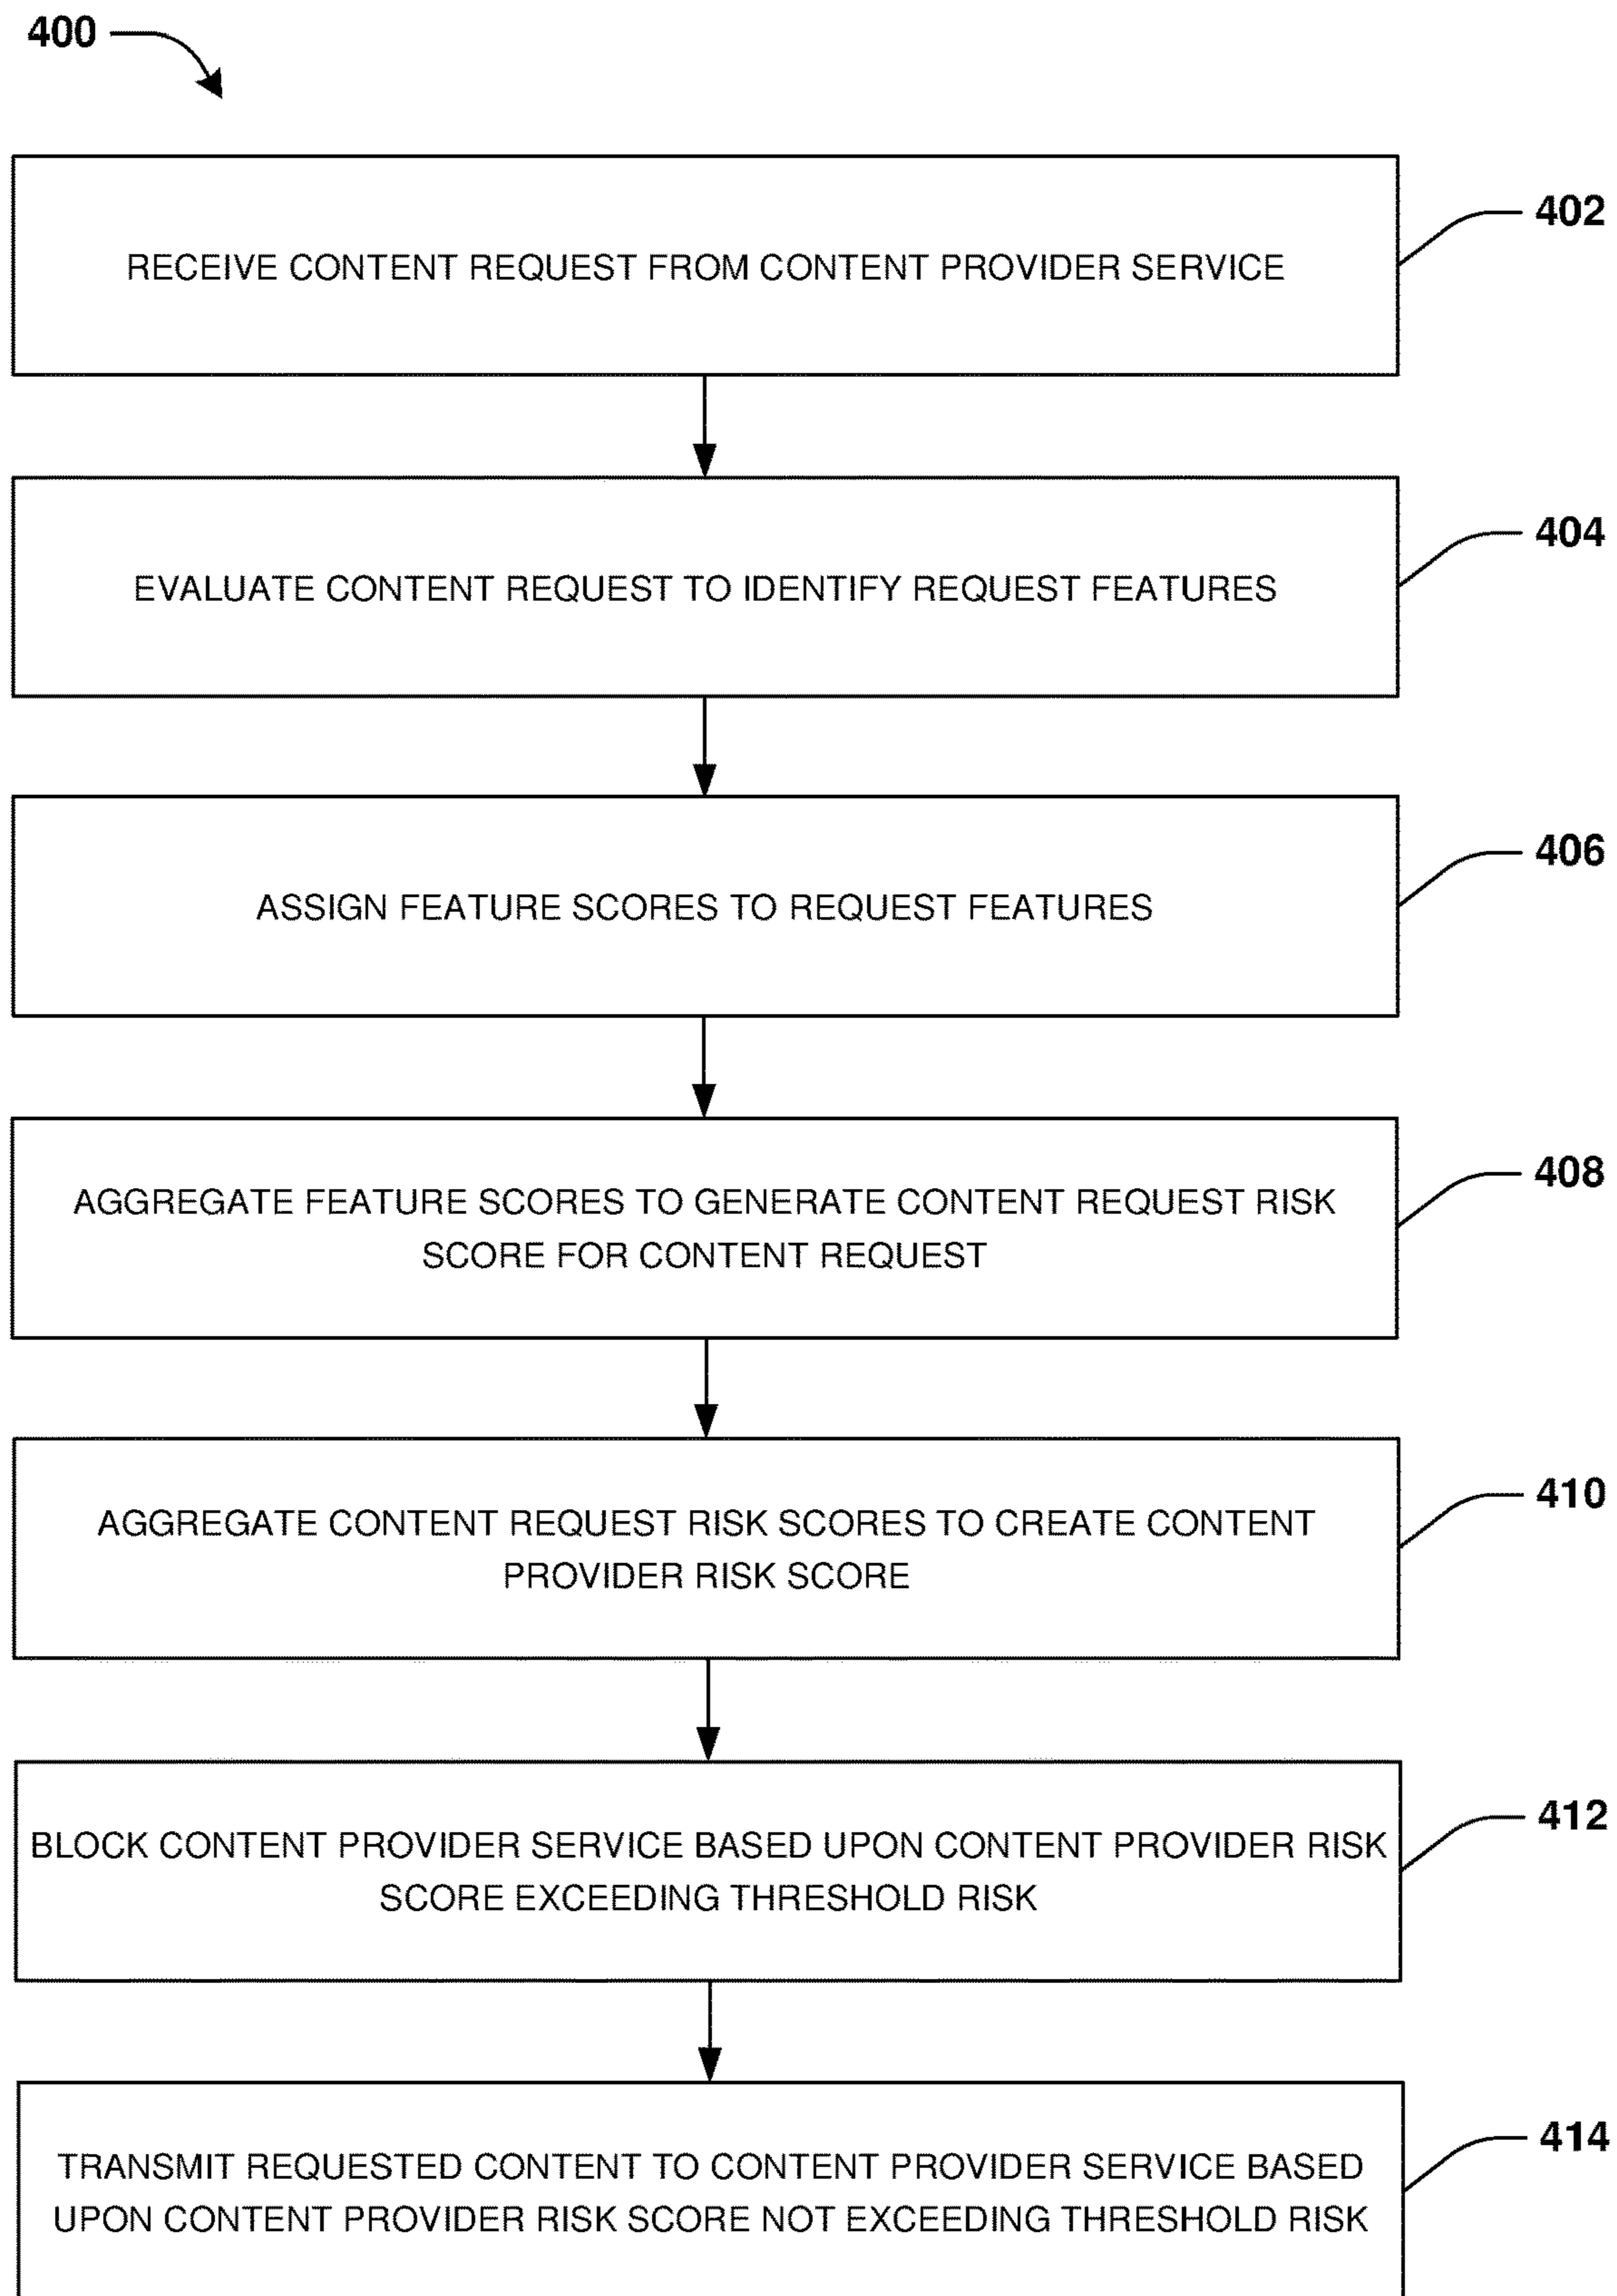 400
RECEIVE CONTENT REQUEST FROM CONTENT PROVIDER SERVICE
402
EVALUATE CONTENT REQUEST TO IDENTIFY REQUEST FEATURES
404
ASSIGN FEATURE SCORES TO REQUEST FEATURES
406
AGGREGATE FEATURE SCORES TO GENERATE CONTENT REQUEST RISK
SCORE FOR CONTENT REQUEST
408
AGGREGATE CONTENT REQUEST RISK SCORES TO CREATE CONTENT
PROVIDER RISK SCORE
410
BLOCK CONTENT PROVIDER SERVICE BASED UPON CONTENT PROVIDER RISK
SCORE EXCEEDING THRESHOLD RISK
412
TRANSMIT REQUESTED CONTENT TO CONTENT PROVIDER SERVICE BASED
UPON CONTENT PROVIDER RISK SCORE NOT EXCEEDING THRESHOLD RISK
414